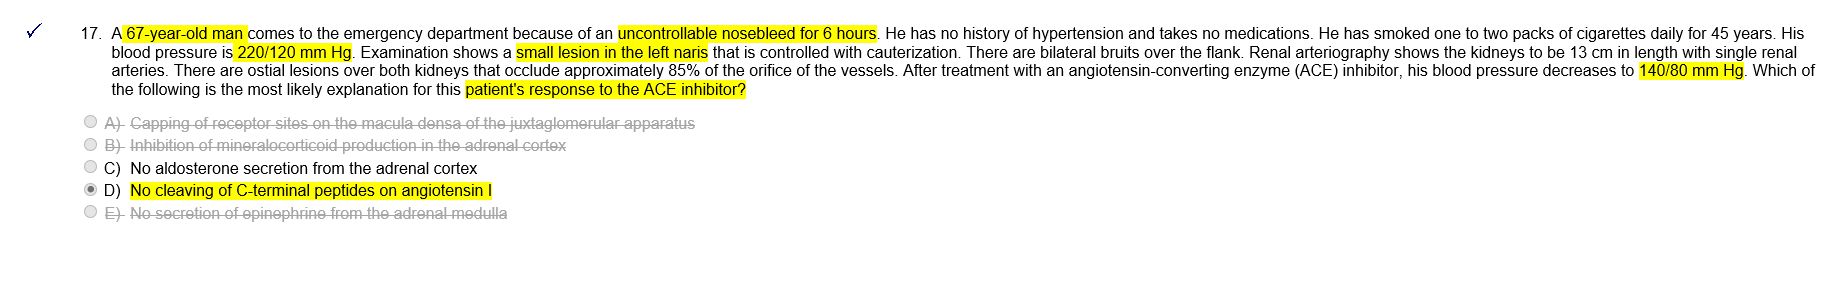 17. A 67-year-old man comes to the emergency department because of an uncontrollable nosebleed for 6 hours. He has no history of hypertension and takes no medications. He has smoked one to two packs of cigarettes daily for 45 years. His
blood pressure is 220/120 mm Hg. Examination shows a small lesion in the left naris that is controlled with cauterization. There are bilateral bruits over the flank. Renal arteriography shows the kidneys to be 13 cm in length with single renal
arteries. There are ostial lesions over both kidneys that occlude approximately 85% of the orifice of the vessels. After treatment with an angiotensin-converting enzyme (ACE) inhibitor, his blood pressure decreases to 140/80 mm Hg. Which of
the following is the most likely explanation for this patient's response to the ACE inhibitor?
A) Capping of receptor sites on the macula densa of the juxtaglomerular apparatus
B) Inhibition of mineralocorticoid production in the adrenal cortex
C) No aldosterone secretion from the adrenal cortex
D) No cleaving of C-terminal peptides on angiotensin I
E) No secretion of epinephrine from the adrenal medulla